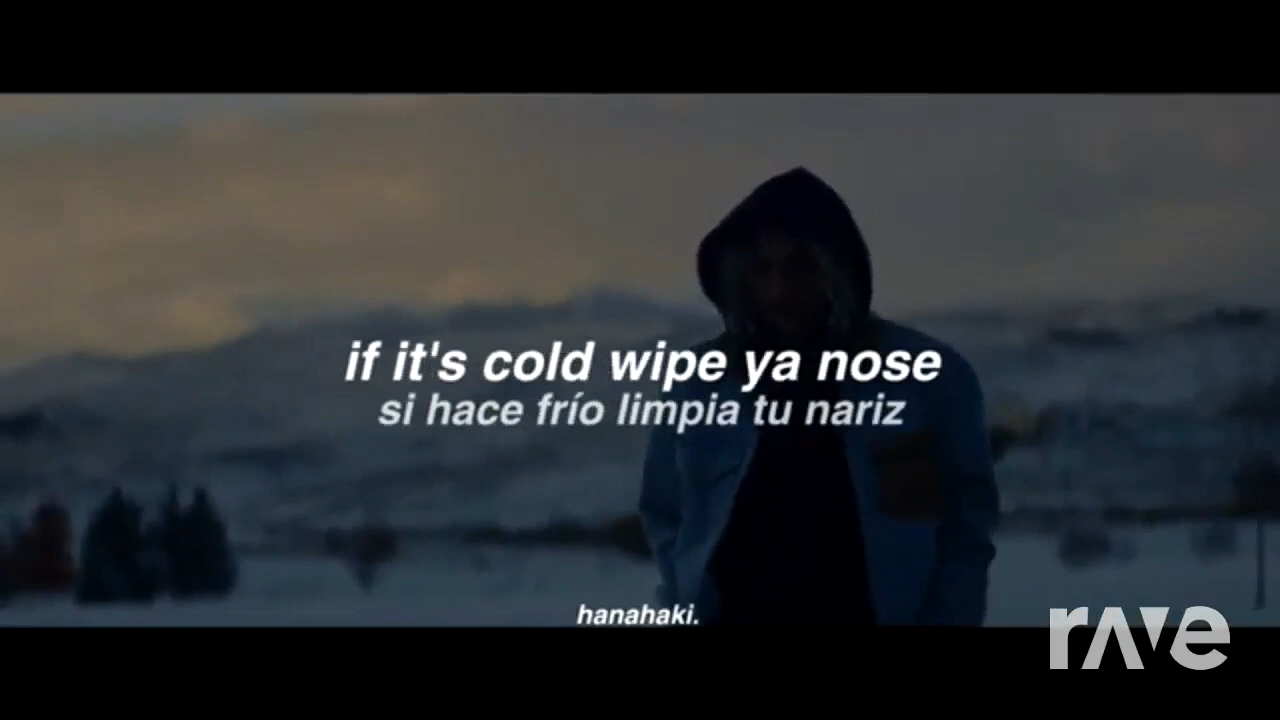 if it's cold wipe ya nose
si hace frío limpia tu nariz
hanahaki.
rave